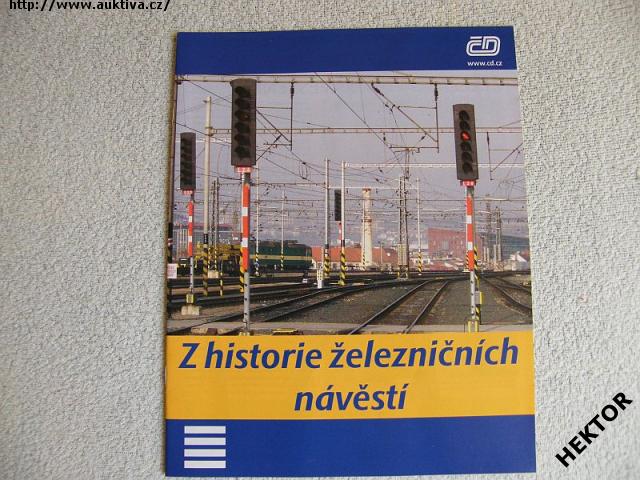 http://www.auktiva.cz/
ČD
www.cd.cz
Z historie železničních
návěstí
HEKTOR